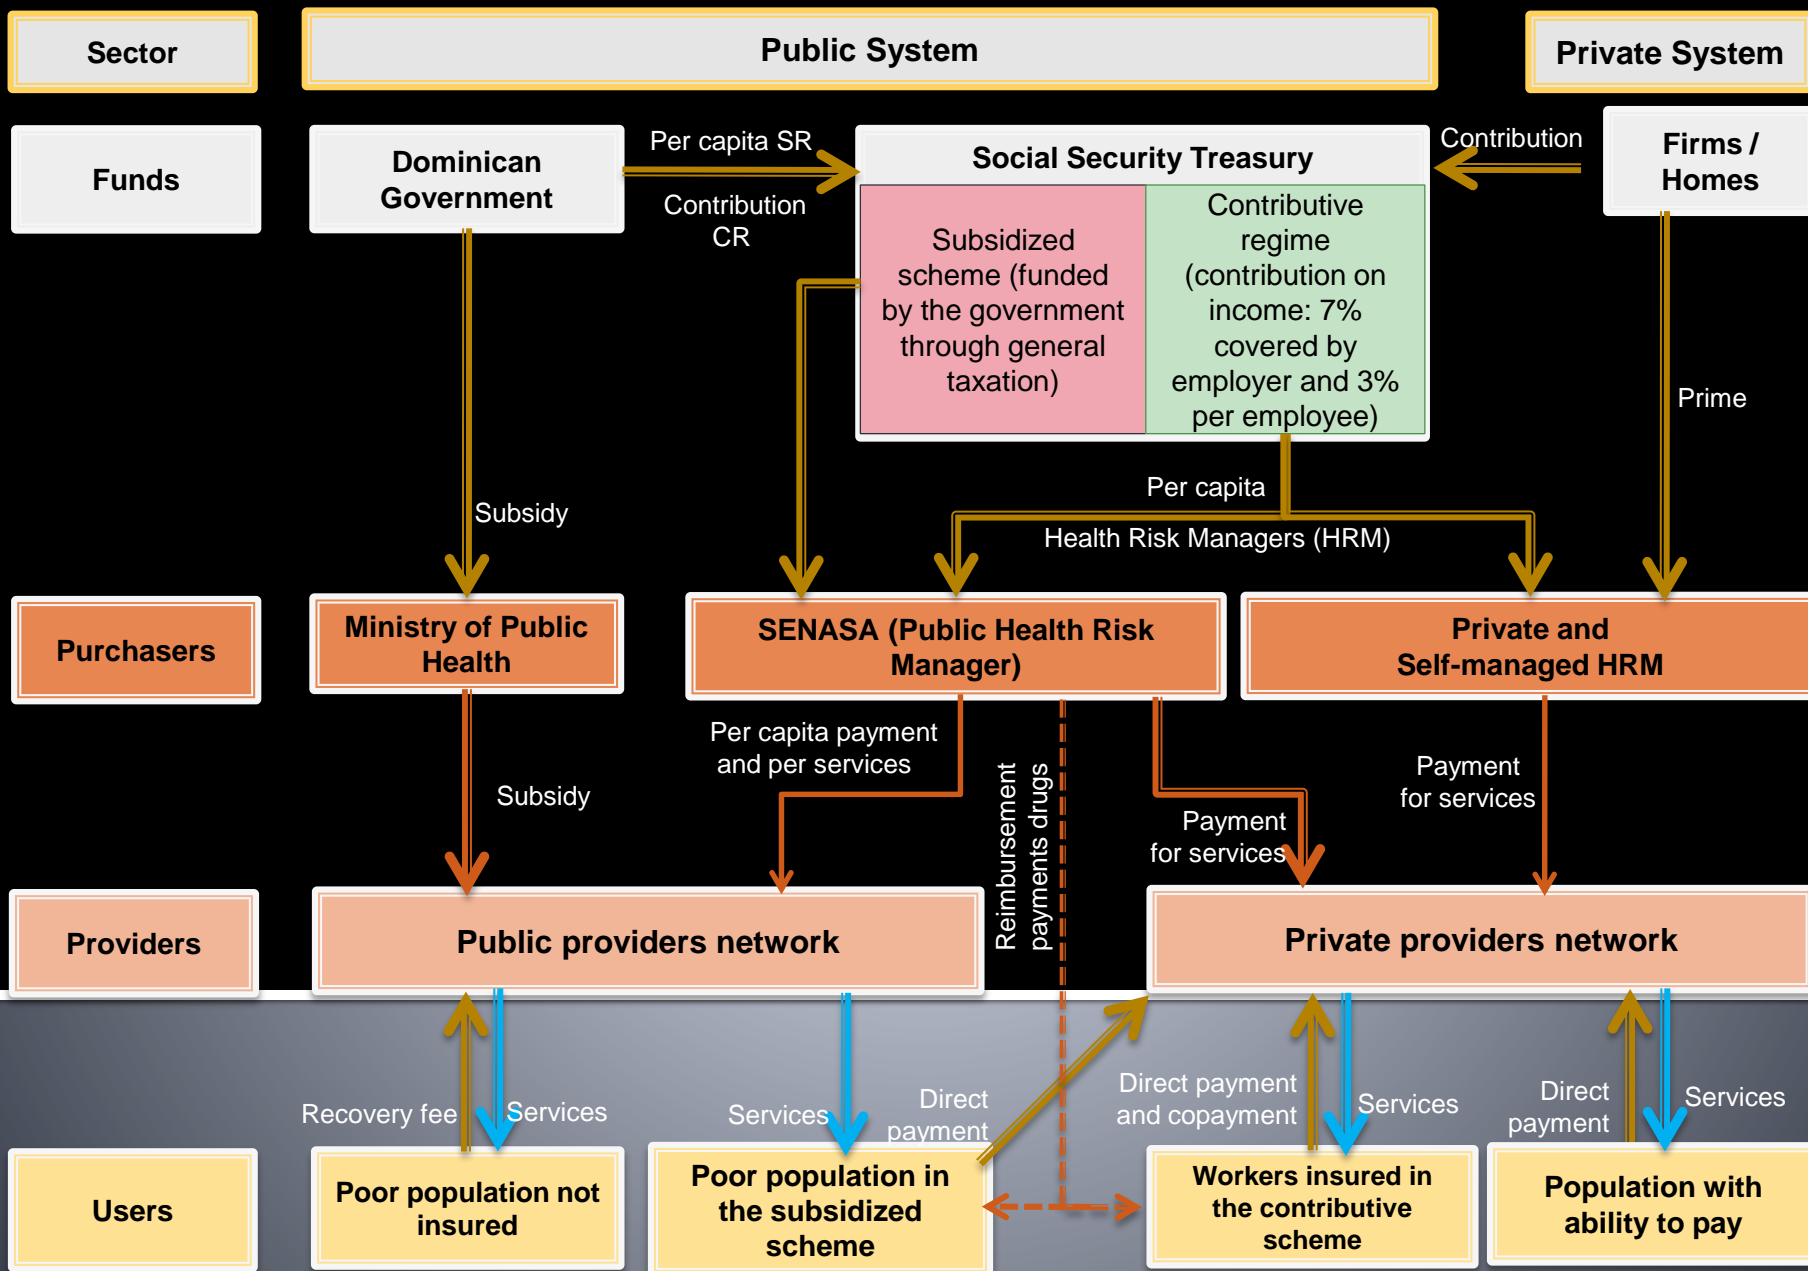 Sector
Public System
Private System
Funds
Dominican
Government
Per capita SR
Contribution
CR
Social Security Treasury
Subsidized
scheme (funded
by the government
through general
taxation)
Contributive
regime
(contribution on
income: 7%
covered by
employer and 3%
per employee)
Contribution
Firms /
Homes
Prime
Subsidy
Per capita
Health Risk Managers (HRM)
Purchasers
Ministry of Public
Health
SENASA (Public Health Risk
Manager)
Private and
Self-managed HRM
Subsidy
Per capita payment
and per services
Reimbursement
payments drugs
Payment
for services
Payment
for services
Providers
Public providers network
Private providers network
Recovery fee
Services
Services
Direct
payment
Direct payment
and copayment
Services
Direct
payment
Services
Users
Poor population not
insured
Poor population in
the subsidized
scheme
Workers insured in
the contributive
scheme
Population with
ability to pay